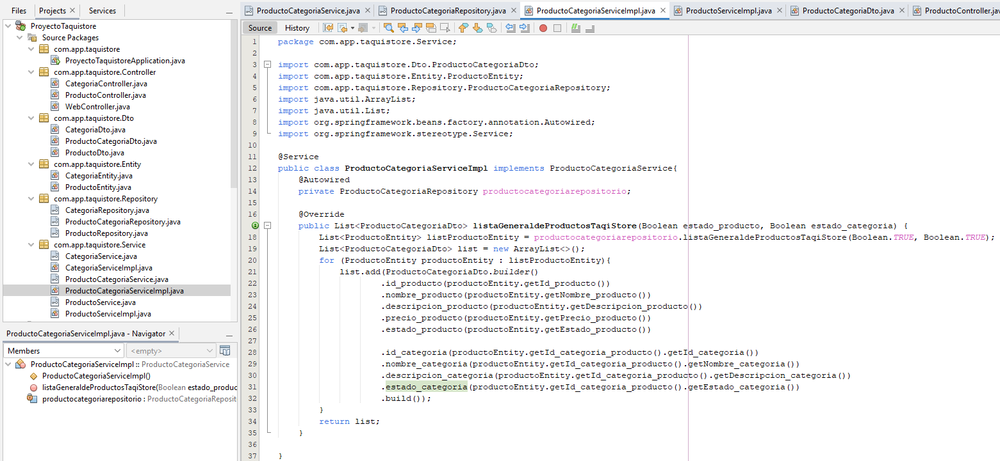 Files Projects Services
ProyectoTaquistore
Source Packages
com.app.taquistore
ProyectoTaquistoreApplication.java
com.app.taquistore.Controller
CategoriaController.java
ProductoController.java
WebController.java
com.app.taquistore.Dto
CategoriaDto.java
ProductoCategoriaDto.java
ProductoDto.java
com.app.taquistore.Entity
CategoriaEntity.java
ProductoEntity.java
com.app.taquistore.Repository
CategoriaRepository.java
ProductoCategoriaRepository.java
ProductoRepository.java
com.app.taquistore.Service
CategoriaService.java
CategoriaServiceImpl.java
ProductoCategoriaService.java
ProductoCategoriaServiceImpl.java
ProductoService.java
ProductoServiceImpl.java
ProductoCategoriaServiceImpl.java - Navigator
Members <empty>
ProductoCategoriaServiceImpl :: ProductoCategoriaService
ProductoCategoriaServiceImpl()
listaGeneraldeProductosTaqiStore(Boolean estado_produc
productocategoriarepositorio : ProductoCategoriaReposit
ProductoCategoriaService.java ProductoCategoriaRepository.java ProductoCategoriaServiceImpl.java ProductoServiceImpl.java ProductoCategoriaDto.java ProductoController.jav
Source History
1 package com.app.taquistore.Service;
2
3 import com.app.taquistore.Dto.ProductoCategoriaDto;
4 import com.app.taquistore.Entity.ProductoEntity;
5 import com.app.taquistore.Repository.ProductoCategoriaRepository;
6 import java.util.ArrayList;
7 import java.util.List;
8 import org.springframework.beans.factory.annotation.Autowired;
9 import org.springframework.stereotype.Service;
10
11 @Service
12 public class ProductoCategoriaServiceImpl implements ProductoCategoriaService{
13 @Autowired
14 private ProductoCategoriaRepository productocategoriarepositorio;
15
16 @Override
public List<ProductoCategoriaDto> listaGeneraldeProductosTaqiStore(Boolean estado_producto, Boolean estado_categoria) {
18 List<ProductoEntity> listProductoEntity = productocategoriarepositorio.listaGeneraldeProductosTaqiStore(Boolean.TRUE, Boolean.TRUE);
19 List<ProductoCategoriaDto> list = new ArrayList<>();
20 for (ProductoEntity productoEntity : listProductoEntity){
21 list.add(ProductoCategoriaDto.builder()
22 .id_producto(productoEntity.getId_producto())
23 .nombre_producto(productoEntity.getNombre_producto())
24 .descripcion_producto(productoEntity.getDescripcion_producto())
25 .precio_producto(productoEntity.getPrecio_producto())
26 .estado_producto(productoEntity.getEstado_producto())
27
28 .id_categoria(productoEntity.getId_categoria_producto().getId_categoria())
29 .nombre_categoria(productoEntity.getId_categoria_producto().getNombre_categoria())
30 .descripcion_categoria(productoEntity.getId_categoria_producto().getDescripcion_categoria())
31 .estado_categoria(productoEntity.getId_categoria_producto().getEstado_categoria())
32 .build());
33 }
34 return list;
35 }
36
37 }